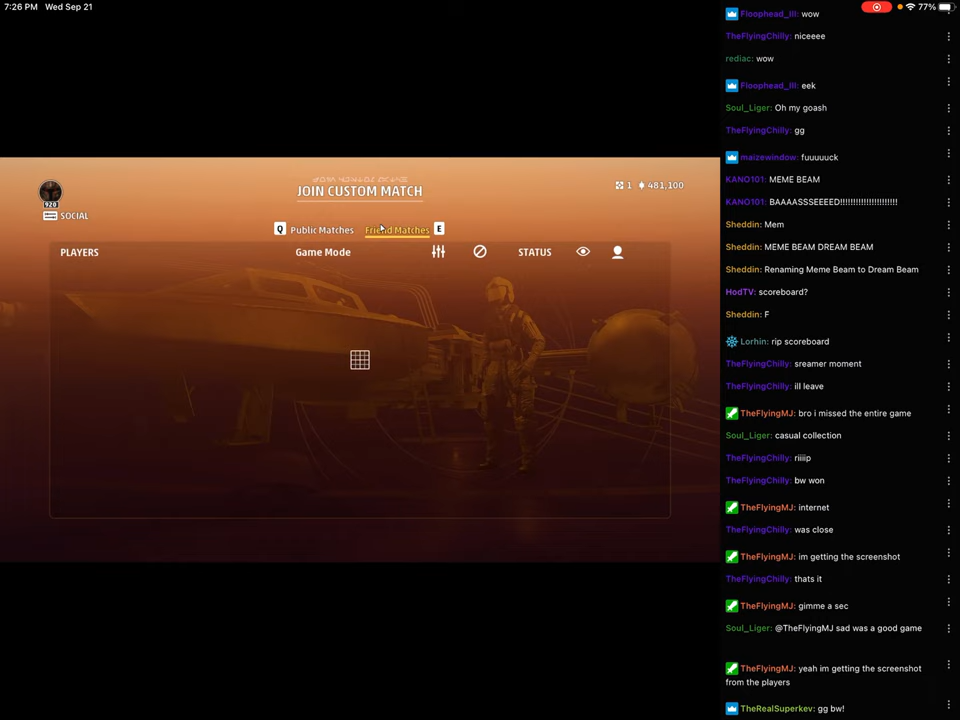 7:26 PM Wed Sep 21
77%
JOIN CUSTOM MATCH
1 481,100
920
SOCIAL
Q Public Matches Friend Matches E
PLAYERS Game Mode STATUS
Floophead_ill: wow
TheFlyingChilly: niceeee
rediac: wow
Floophead_ill: eek
Soul_Liger: Oh my goash
TheFlyingChilly: gg
maizewindow: fuuuuuck
KANO101: MEME BEAM
KANO101: BAAAASSSEEEED!!!!!!!!!!!!!!!!!!!!!!!
Sheddin: Mem
Sheddin: MEME BEAM DREAM BEAM
Sheddin: Renaming Meme Beam to Dream Beam
HodTV: scoreboard?
Sheddin: F
Lorhin: rip scoreboard
TheFlyingChilly: sreamer moment
TheFlyingChilly: ill leave
TheFlyingMJ: bro i missed the entire game
Soul_Liger: casual collection
TheFlyingChilly: riiiip
TheFlyingChilly: bw won
TheFlyingMJ: internet
TheFlyingChilly: was close
TheFlyingMJ: im getting the screenshot
TheFlyingChilly: thats it
TheFlyingMJ: gimme a sec
Soul_Liger: @TheFlyingMJ sad was a good game
TheFlyingMJ: yeah im getting the screenshot
from the players
TheRealSuperkev: gg bw!